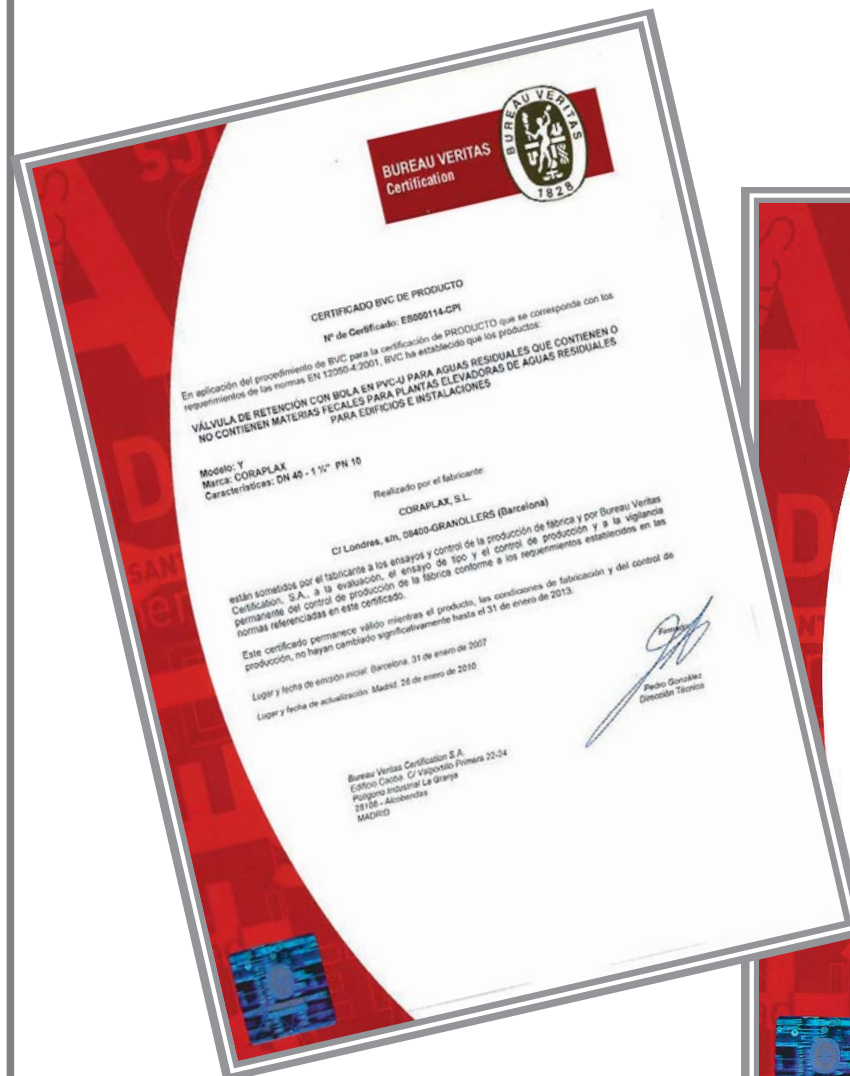 BUREAU VERITAS
Certification
BUREAU VERITAS
1828
CERTIFICADO BVC DE PRODUCTO
Nº de Certificado: ES000114-CPI
En aplicación del procedimiento de BVC para la certificación de PRODUCTO que se corresponde con los
requerimientos de las normas EN 12050-4:2001, BVC ha establecido que los productos:
VÁLVULA DE RETENCIÓN CON BOLA EN PVC-U PARA AGUAS RESIDUALES QUE CONTIENEN O
NO CONTIENEN MATERIAS FECALES PARA PLANTAS ELEVADORAS DE AGUAS RESIDUALES
PARA EDIFICIOS E INSTALACIONES
Modelo: Y
Marca: CORAPLAX
Características: DN 40 - 1 ¼" PN 10
Realizado por el fabricante:
CORAPLAX, S.L.
C/ Londres, s/n, 08400-GRANOLLERS (Barcelona)
están sometidos por el fabricante a los ensayos y control de la producción de fábrica y por Bureau Veritas
Certification, S.A., a la evaluación, el ensayo de tipo y el control de producción y a la vigilancia
permanente del control de producción de la fábrica conforme a los requerimientos establecidos en las
normas referenciadas en este certificado.
Este certificado permanece válido mientras el producto, las condiciones de fabricación y del control de
producción, no hayan cambiado significativamente hasta el 31 de enero de 2013.
Lugar y fecha de emisión inicial: Barcelona, 31 de enero de 2007
Lugar y fecha de actualización: Madrid, 26 de enero de 2010
Firmado:
Pedro González
Dirección Técnica
Bureau Veritas Certification S.A.
Edificio Caoba. C/ Valportillo Primera 22-24
Polígono Industrial La Granja
28108 - Alcobendas
MADRID